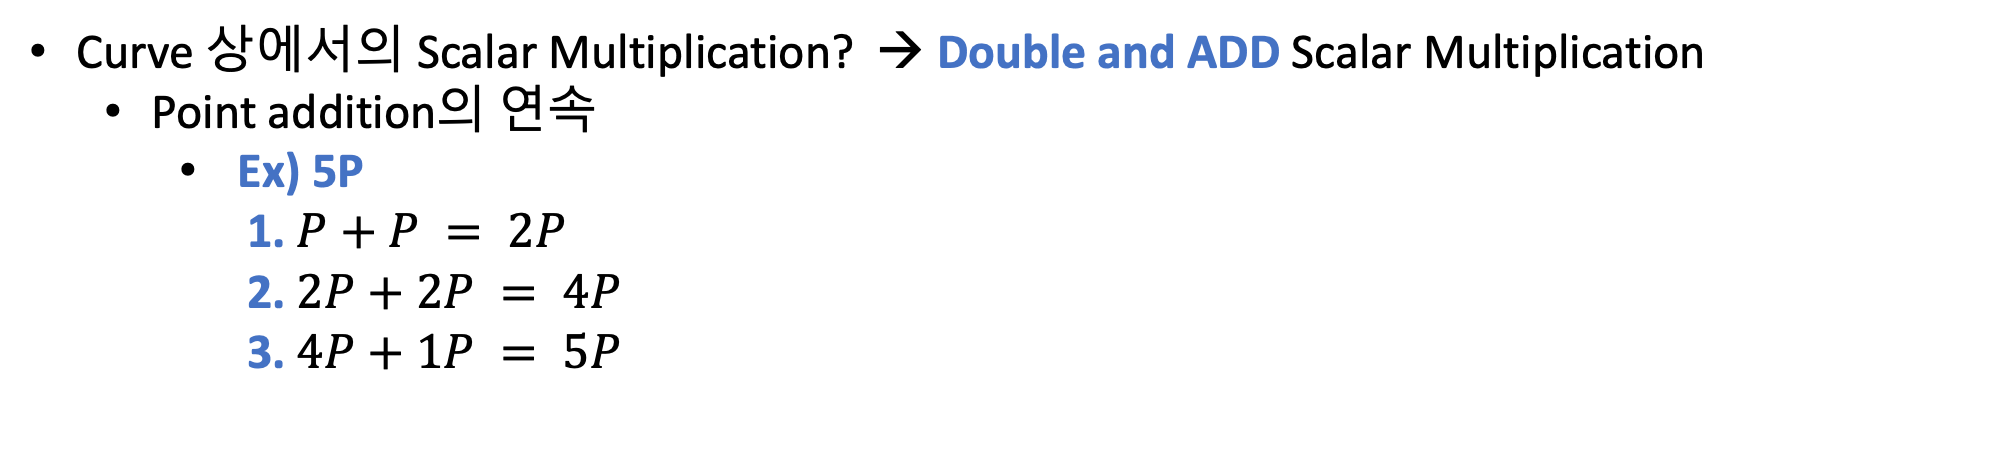 • Curve 상에서의 Scalar Multiplication? → Double and ADD Scalar Multiplication
• Point addition의 연속
• Ex) 5P
1. P + P = 2P
2. 2P + 2P = 4P
3. 4P + 1P = 5P